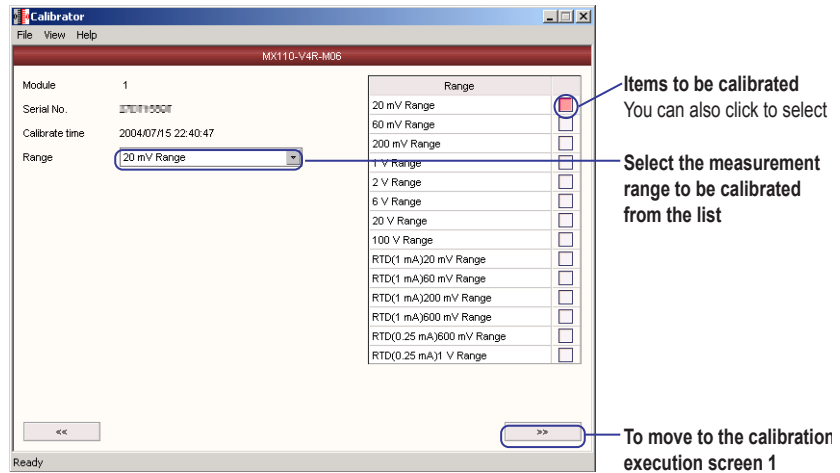 Calibrator
File View Help
MX110-V4R-M06
Module 1
Serial No.
Calibrate time 2004/07/15 22:40:47
Range 20 mV Range
Range
20 mV Range
60 mV Range
200 mV Range
1 V Range
2 V Range
6 V Range
20 V Range
100 V Range
RTD(1 mA)20 mV Range
RTD(1 mA)60 mV Range
RTD(1 mA)200 mV Range
RTD(1 mA)600 mV Range
RTD(0.25 mA)600 mV Range
RTD(0.25 mA)1 V Range
<<
>>
Ready
Items to be calibrated
You can also click to select
Select the measurement
range to be calibrated
from the list
To move to the calibration
execution screen 1